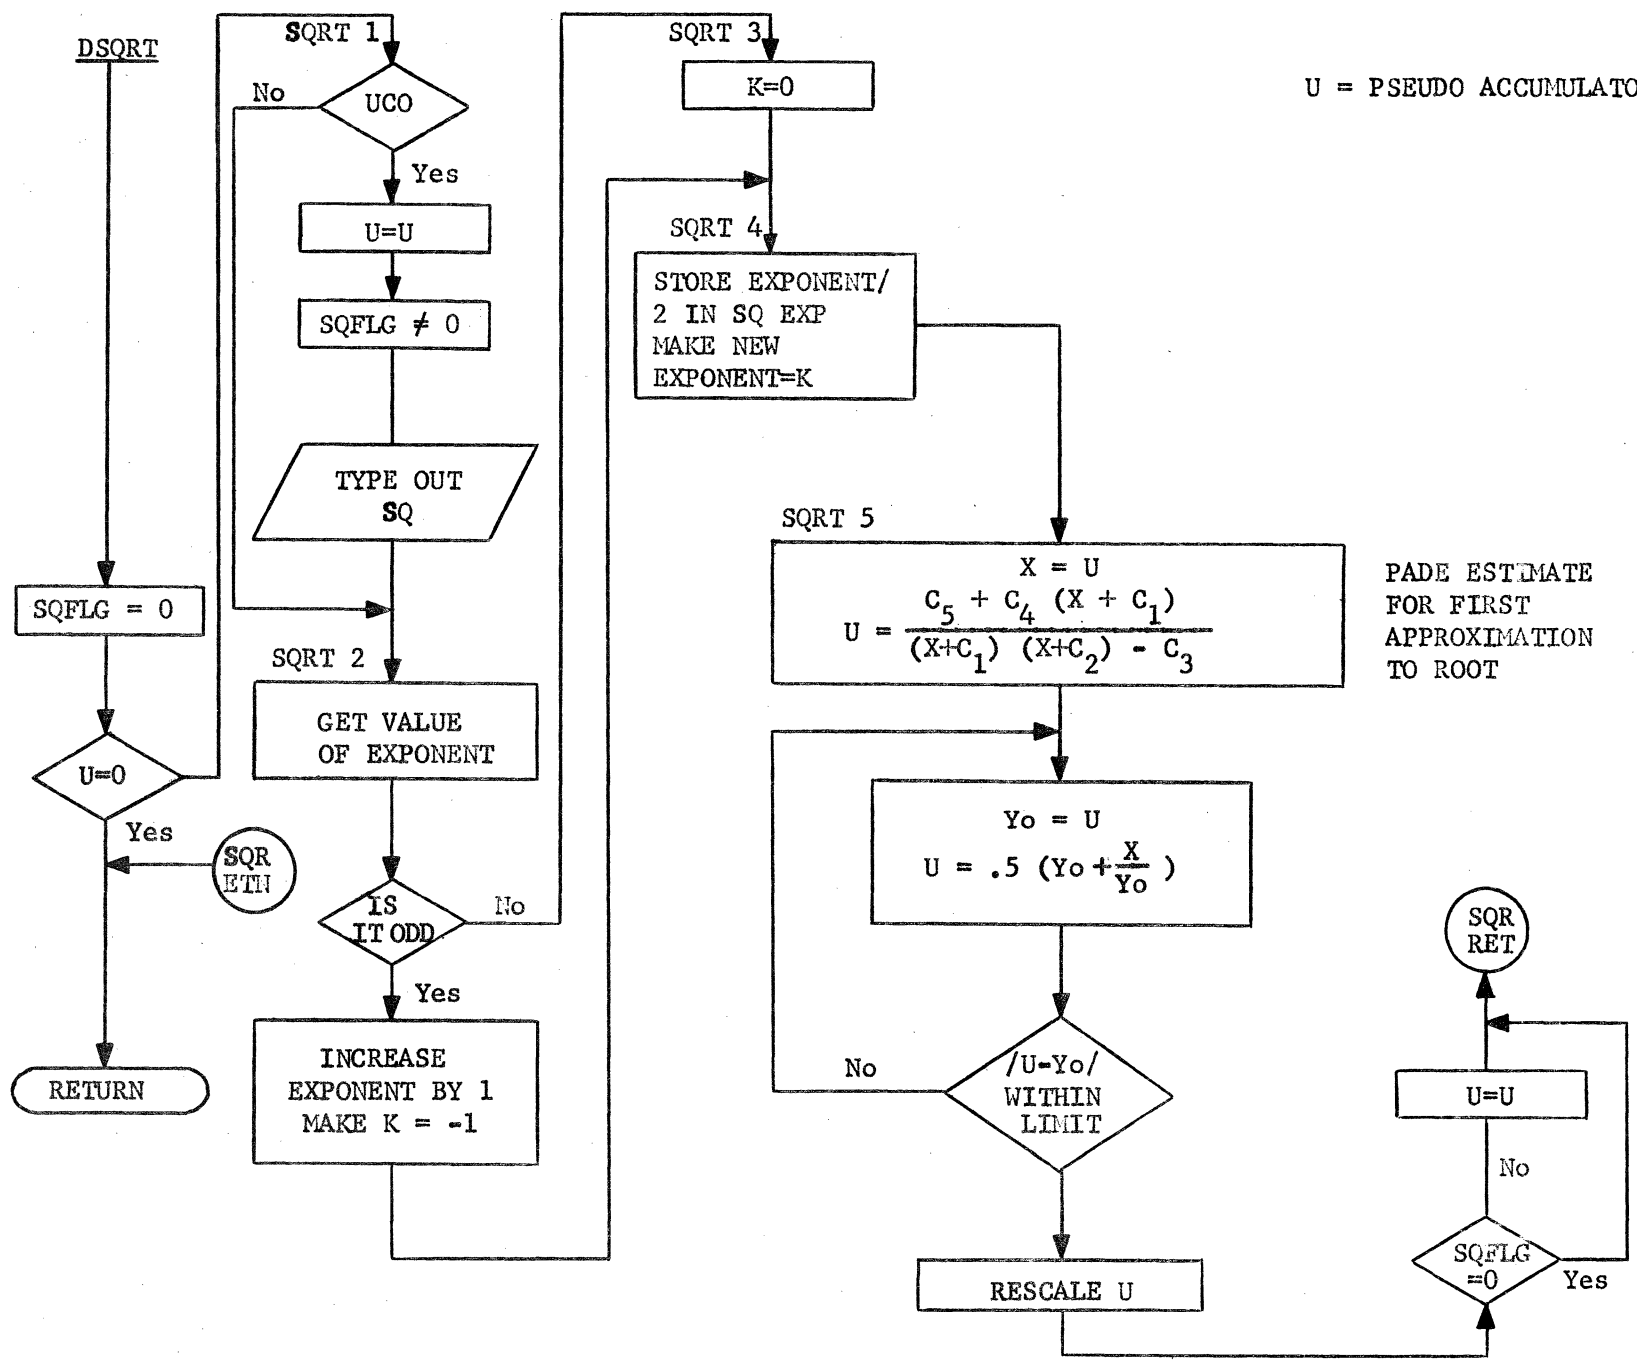 DSQRT
SQFLG = 0
U=0
Yes
SQR
ETN
RETURN
SQRT 1
UCO
No
Yes
U=U
SQFLG ≠ 0
TYPE OUT
SQ
SQRT 2
GET VALUE
OF EXPONENT
IS
IT ODD
No
Yes
INCREASE
EXPONENT BY 1
MAKE K = -1
SQRT 3
K=0
SQRT 4
STORE EXPONENT/
2 IN SQ EXP
MAKE NEW
EXPONENT=K
U = PSEUDO ACCUMULATO
SQRT 5
X = U
C5 + C4 (X + C1)
U =
(X+C1) (X+C2) - C3
PADE ESTIMATE
FOR FIRST
APPROXIMATION
TO ROOT
Yo = U
U = .5 (Yo + X/Yo )
/U-Yo/
WITHIN
LIMIT
No
RESCALE U
SQR
RET
U=U
No
SQFLG
=0
Yes